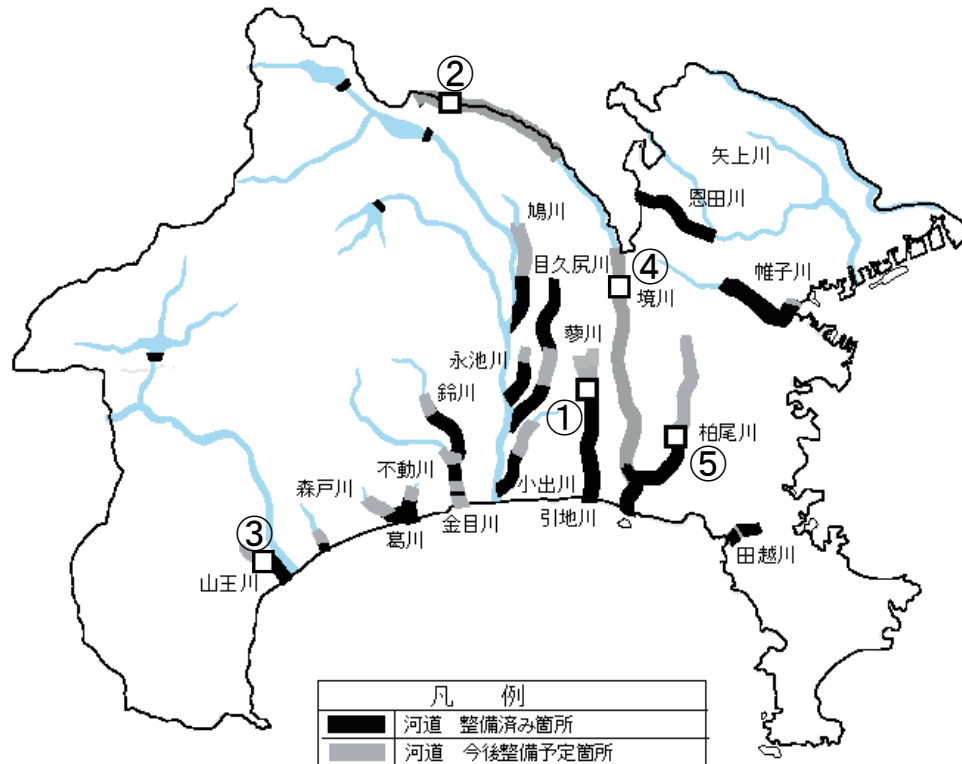 ②
矢上川
恩田川
鳩川
目久尻川
④
境川
帷子川
蓼川
永池川
鈴川
①
柏尾川
⑤
不動川
森戸川
小出川
引地川
金目川
葛川
③
山王川
田越川
凡 例
河道 整備済み箇所
河道 今後整備予定箇所